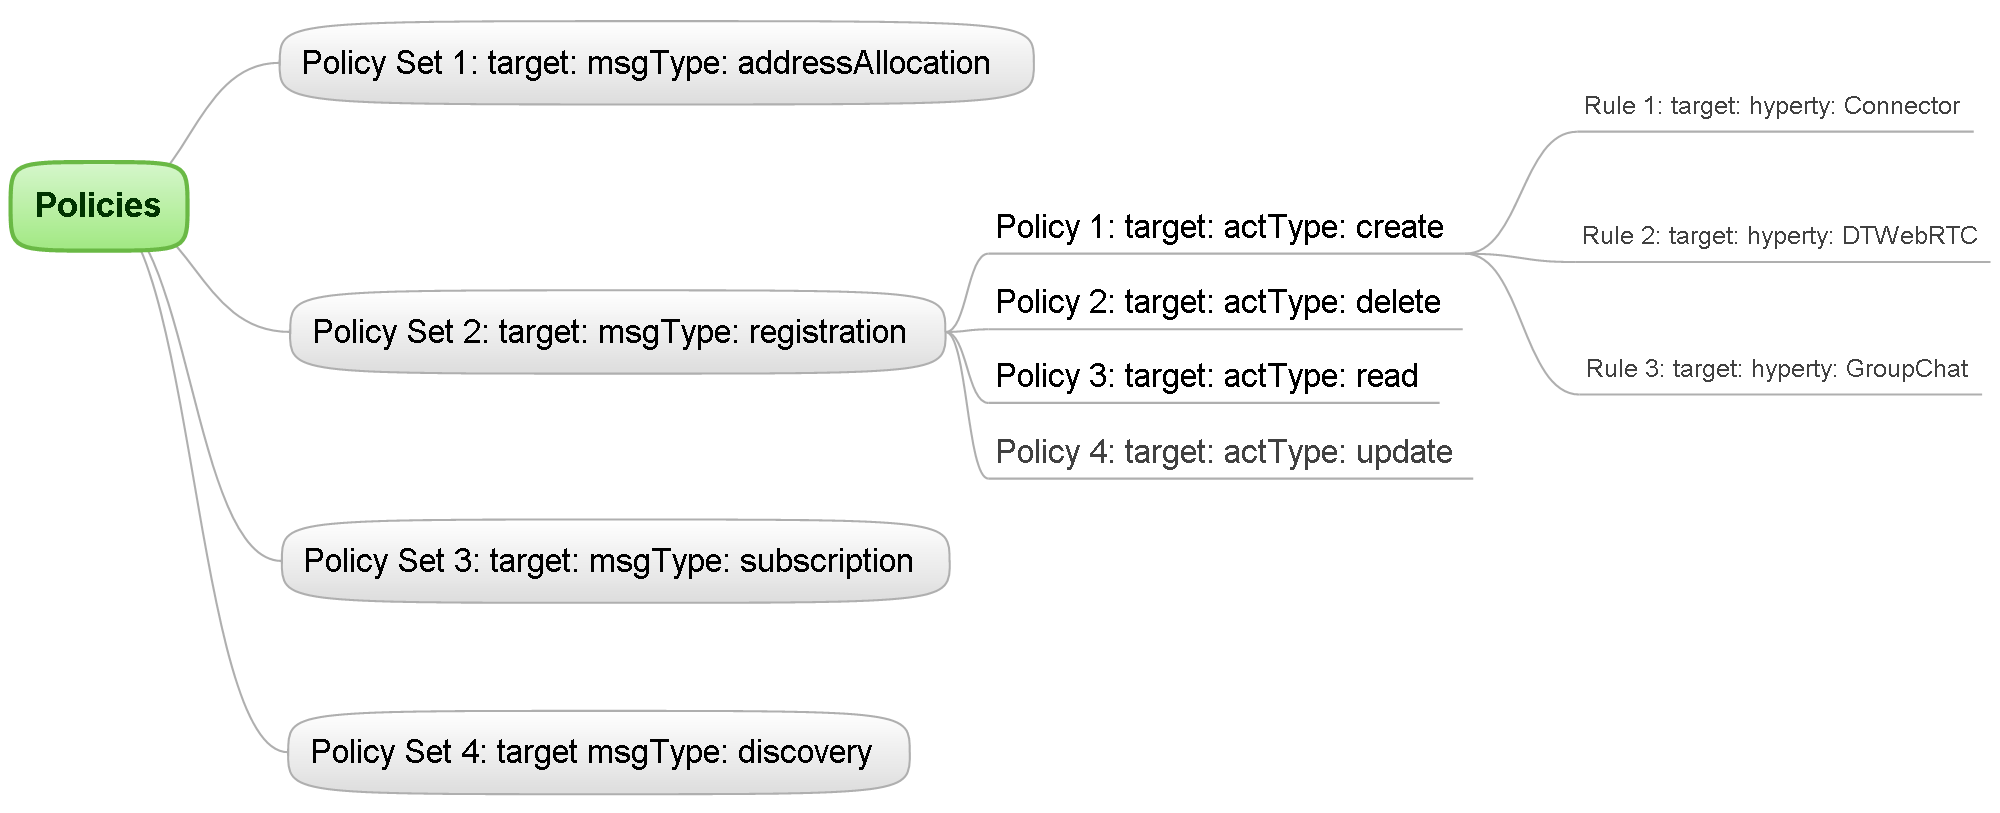 Policies
Policy Set 1: target: msgType: addressAllocation
Policy Set 2: target: msgType: registration
Policy 1: target: actType: create
Rule 1: target: hyperty: Connector
Rule 2: target: hyperty: DTWebRTC
Rule 3: target: hyperty: GroupChat
Policy 2: target: actType: delete
Policy 3: target: actType: read
Policy 4: target: actType: update
Policy Set 3: target: msgType: subscription
Policy Set 4: target msgType: discovery